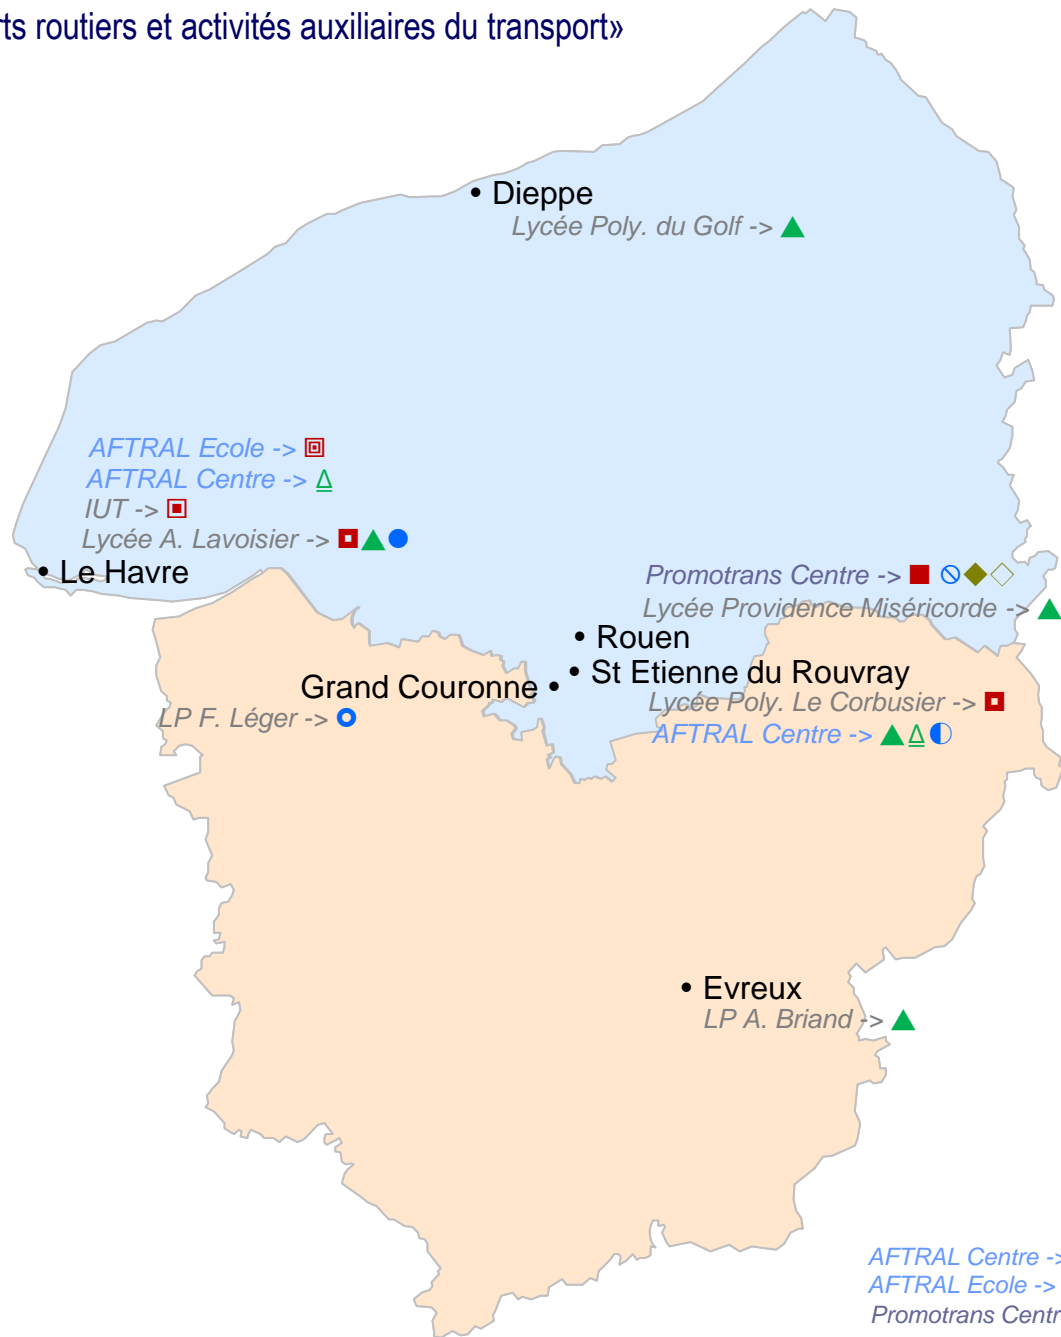 rts routiers et activités auxiliaires du transport»
• Dieppe
Lycée Poly. du Golf ->
AFTRAL Ecole ->
AFTRAL Centre -> Δ
IUT ->
Lycée A. Lavoisier ->
• Le Havre
Promotrans Centre ->
Lycée Providence Miséricorde ->
• Rouen
• St Etienne du Rouvray
Grand Couronne •
Lycée Poly. Le Corbusier ->
LP F. Léger ->
AFTRAL Centre -> Δ
• Evreux
LP A. Briand ->
AFTRAL Centre ->
AFTRAL Ecole ->
Promotrans Centr